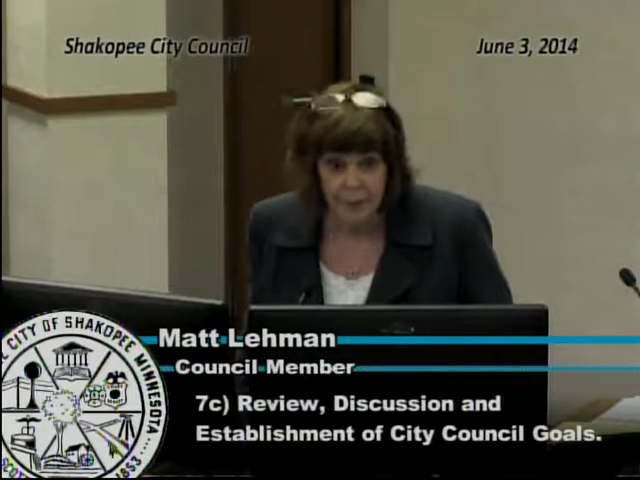 Shakopee City Council
June 3, 2014
CITY OF SHAKOPEE MINNESOTA
Matt Lehman
Council Member
7c) Review, Discussion and
Establishment of City Council Goals.
1853